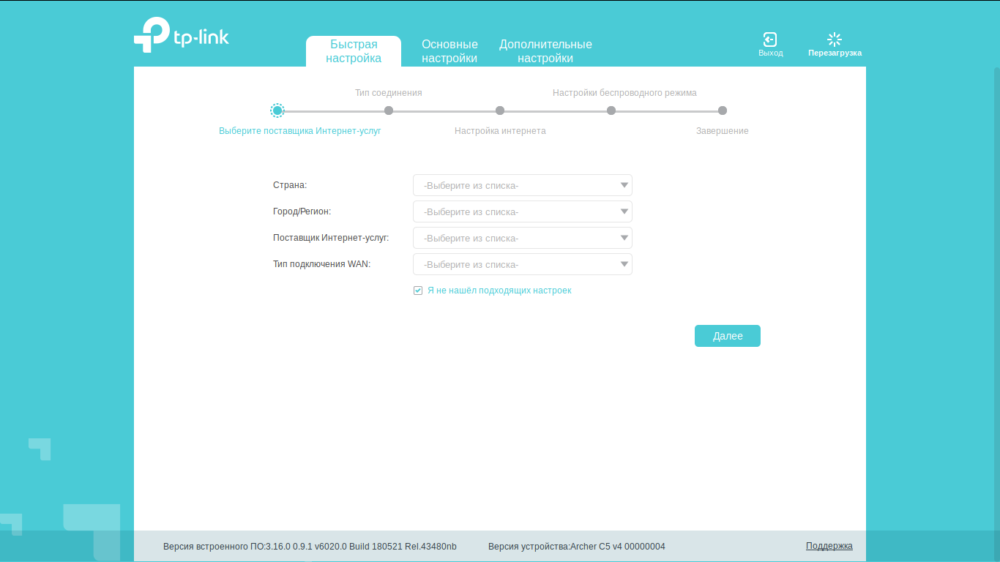 tp-link
Быстрая
настройка
Основные
настройки
Дополнительные
настройки
Выход
Перезагрузка
Тип соединения
Настройки беспроводного режима
Выберите поставщика Интернет-услуг
Настройка интернета
Завершение
Страна:
-Выберите из списка-
Город/Регион:
-Выберите из списка-
Поставщик Интернет-услуг:
-Выберите из списка-
Тип подключения WAN:
-Выберите из списка-
Я не нашёл подходящих настроек
Далее
Версия встроенного ПО:3.16.0 0.9.1 v6020.0 Build 180521 Rel.43480nb
Версия устройства:Archer C5 v4 00000004
Поддержка